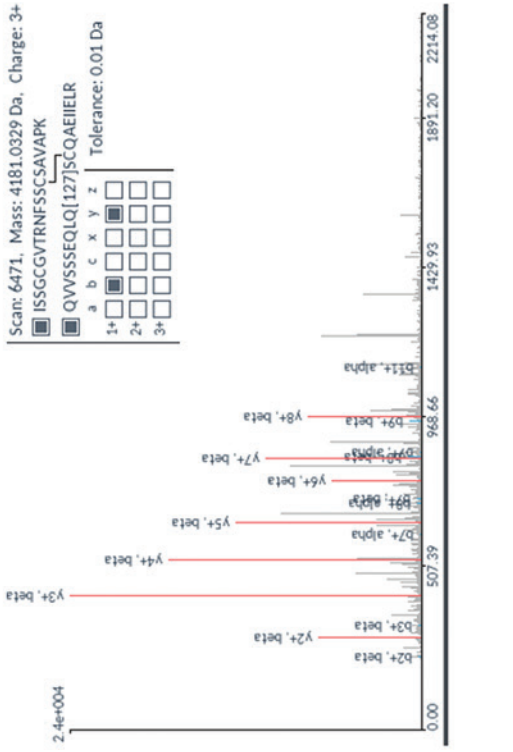 Scan: 6471, Mass: 4181.0329 Da, Charge: 3+
ISSGCGVTRNFSSCSAVAPK
QVVSSSEQLQ[127]SCQAEIIELR
a b c x y z
1+
2+
3+
Tolerance: 0.01 Da
2.4e+004
b2+, beta
y2+, beta
b3+, beta
y3+, beta
y4+, beta
b7+, alpha
y5+, beta
y6+, beta
y7+, beta
b9+, beta
y8+, beta
b11+, alpha
0.00
507.39
968.66
1429.93
1891.20
2214.08